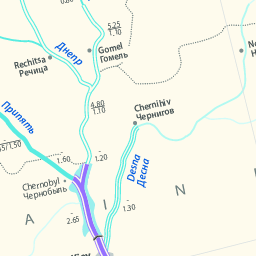 5.25
1.70
Днепр
Gomel
Гомель
Rechitsa
Речица
4.80
1.10
Припять
Chernihiv
Чернигов
1.60
1.20
Desna
Десна
Chernobyl
Чернобыль
A I N
2.65
1.30